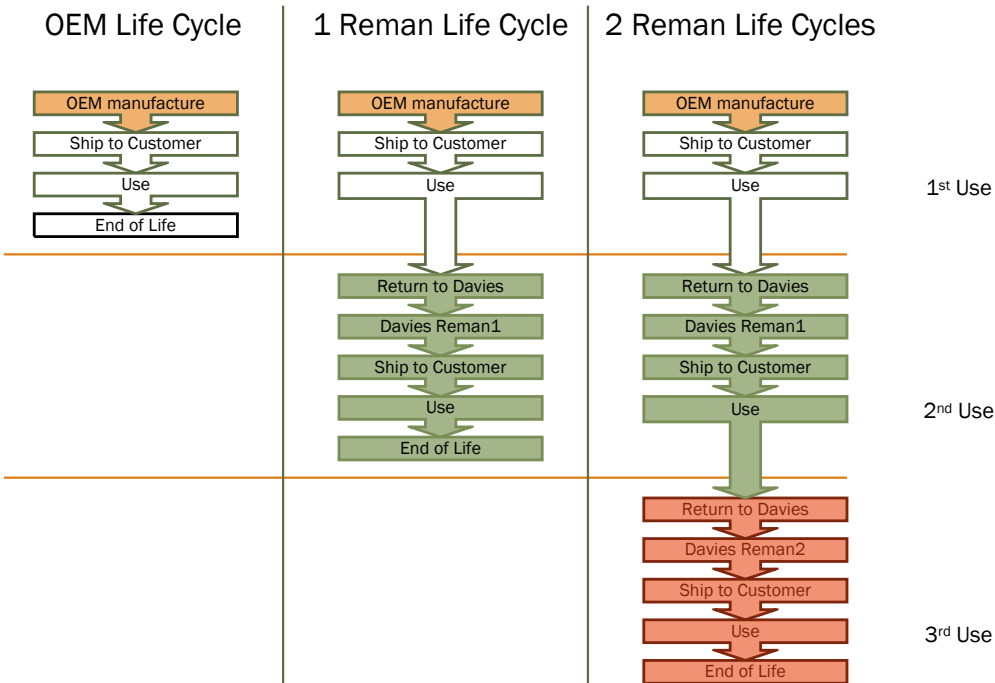 OEM Life Cycle
1 Reman Life Cycle
2 Reman Life Cycles
OEM manufacture
Ship to Customer
Use
End of Life
OEM manufacture
Ship to Customer
Use
Return to Davies
Davies Reman1
Ship to Customer
Use
End of Life
OEM manufacture
Ship to Customer
Use
Return to Davies
Davies Reman1
Ship to Customer
Use
Return to Davies
Davies Reman2
Ship to Customer
Use
End of Life
1st Use
2nd Use
3rd Use